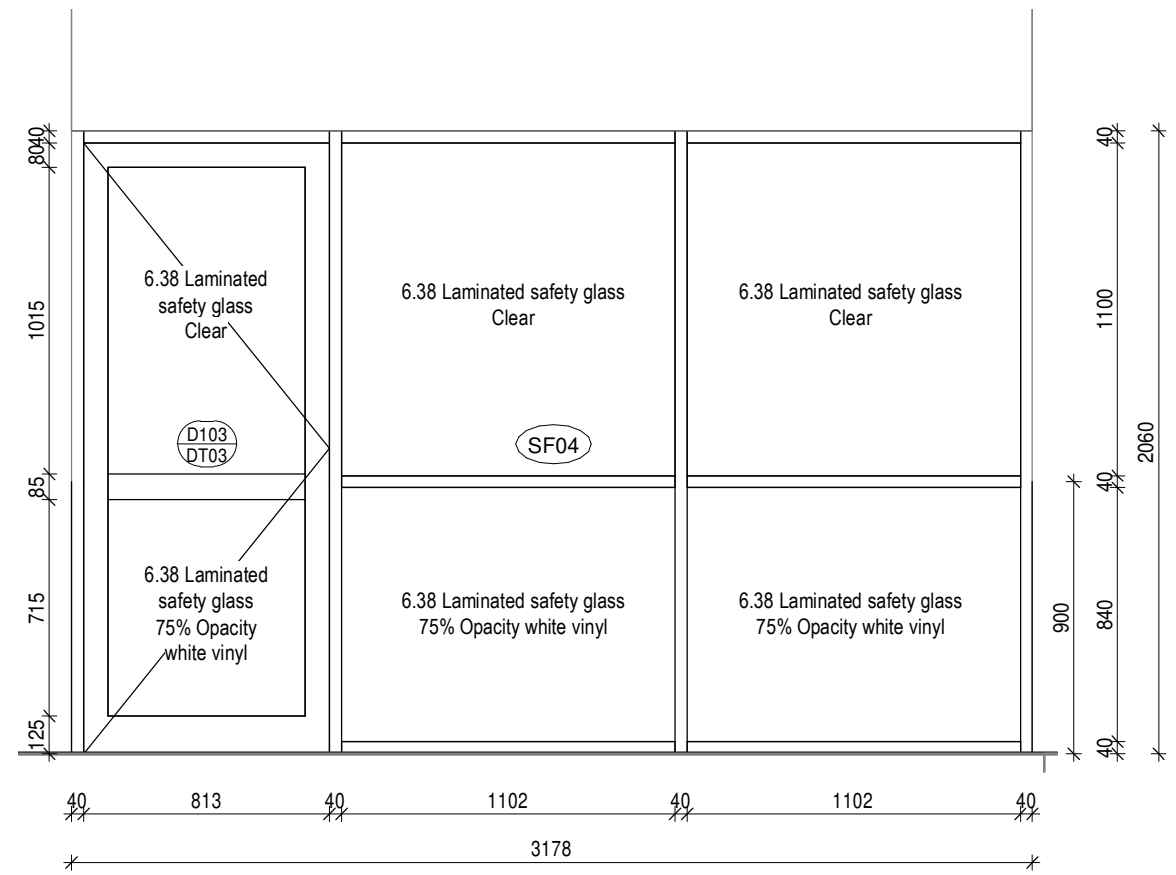 40
80
1015
85
715
125
6.38 Laminated
safety glass
Clear
D103
DT03
6.38 Laminated
safety glass
75% Opacity
white vinyl
6.38 Laminated safety glass
Clear
SF04
6.38 Laminated safety glass
75% Opacity white vinyl
6.38 Laminated safety glass
Clear
6.38 Laminated safety glass
75% Opacity white vinyl
900
40
1100
40
840
40
2060
40 813 40 1102 40 1102 40
3178